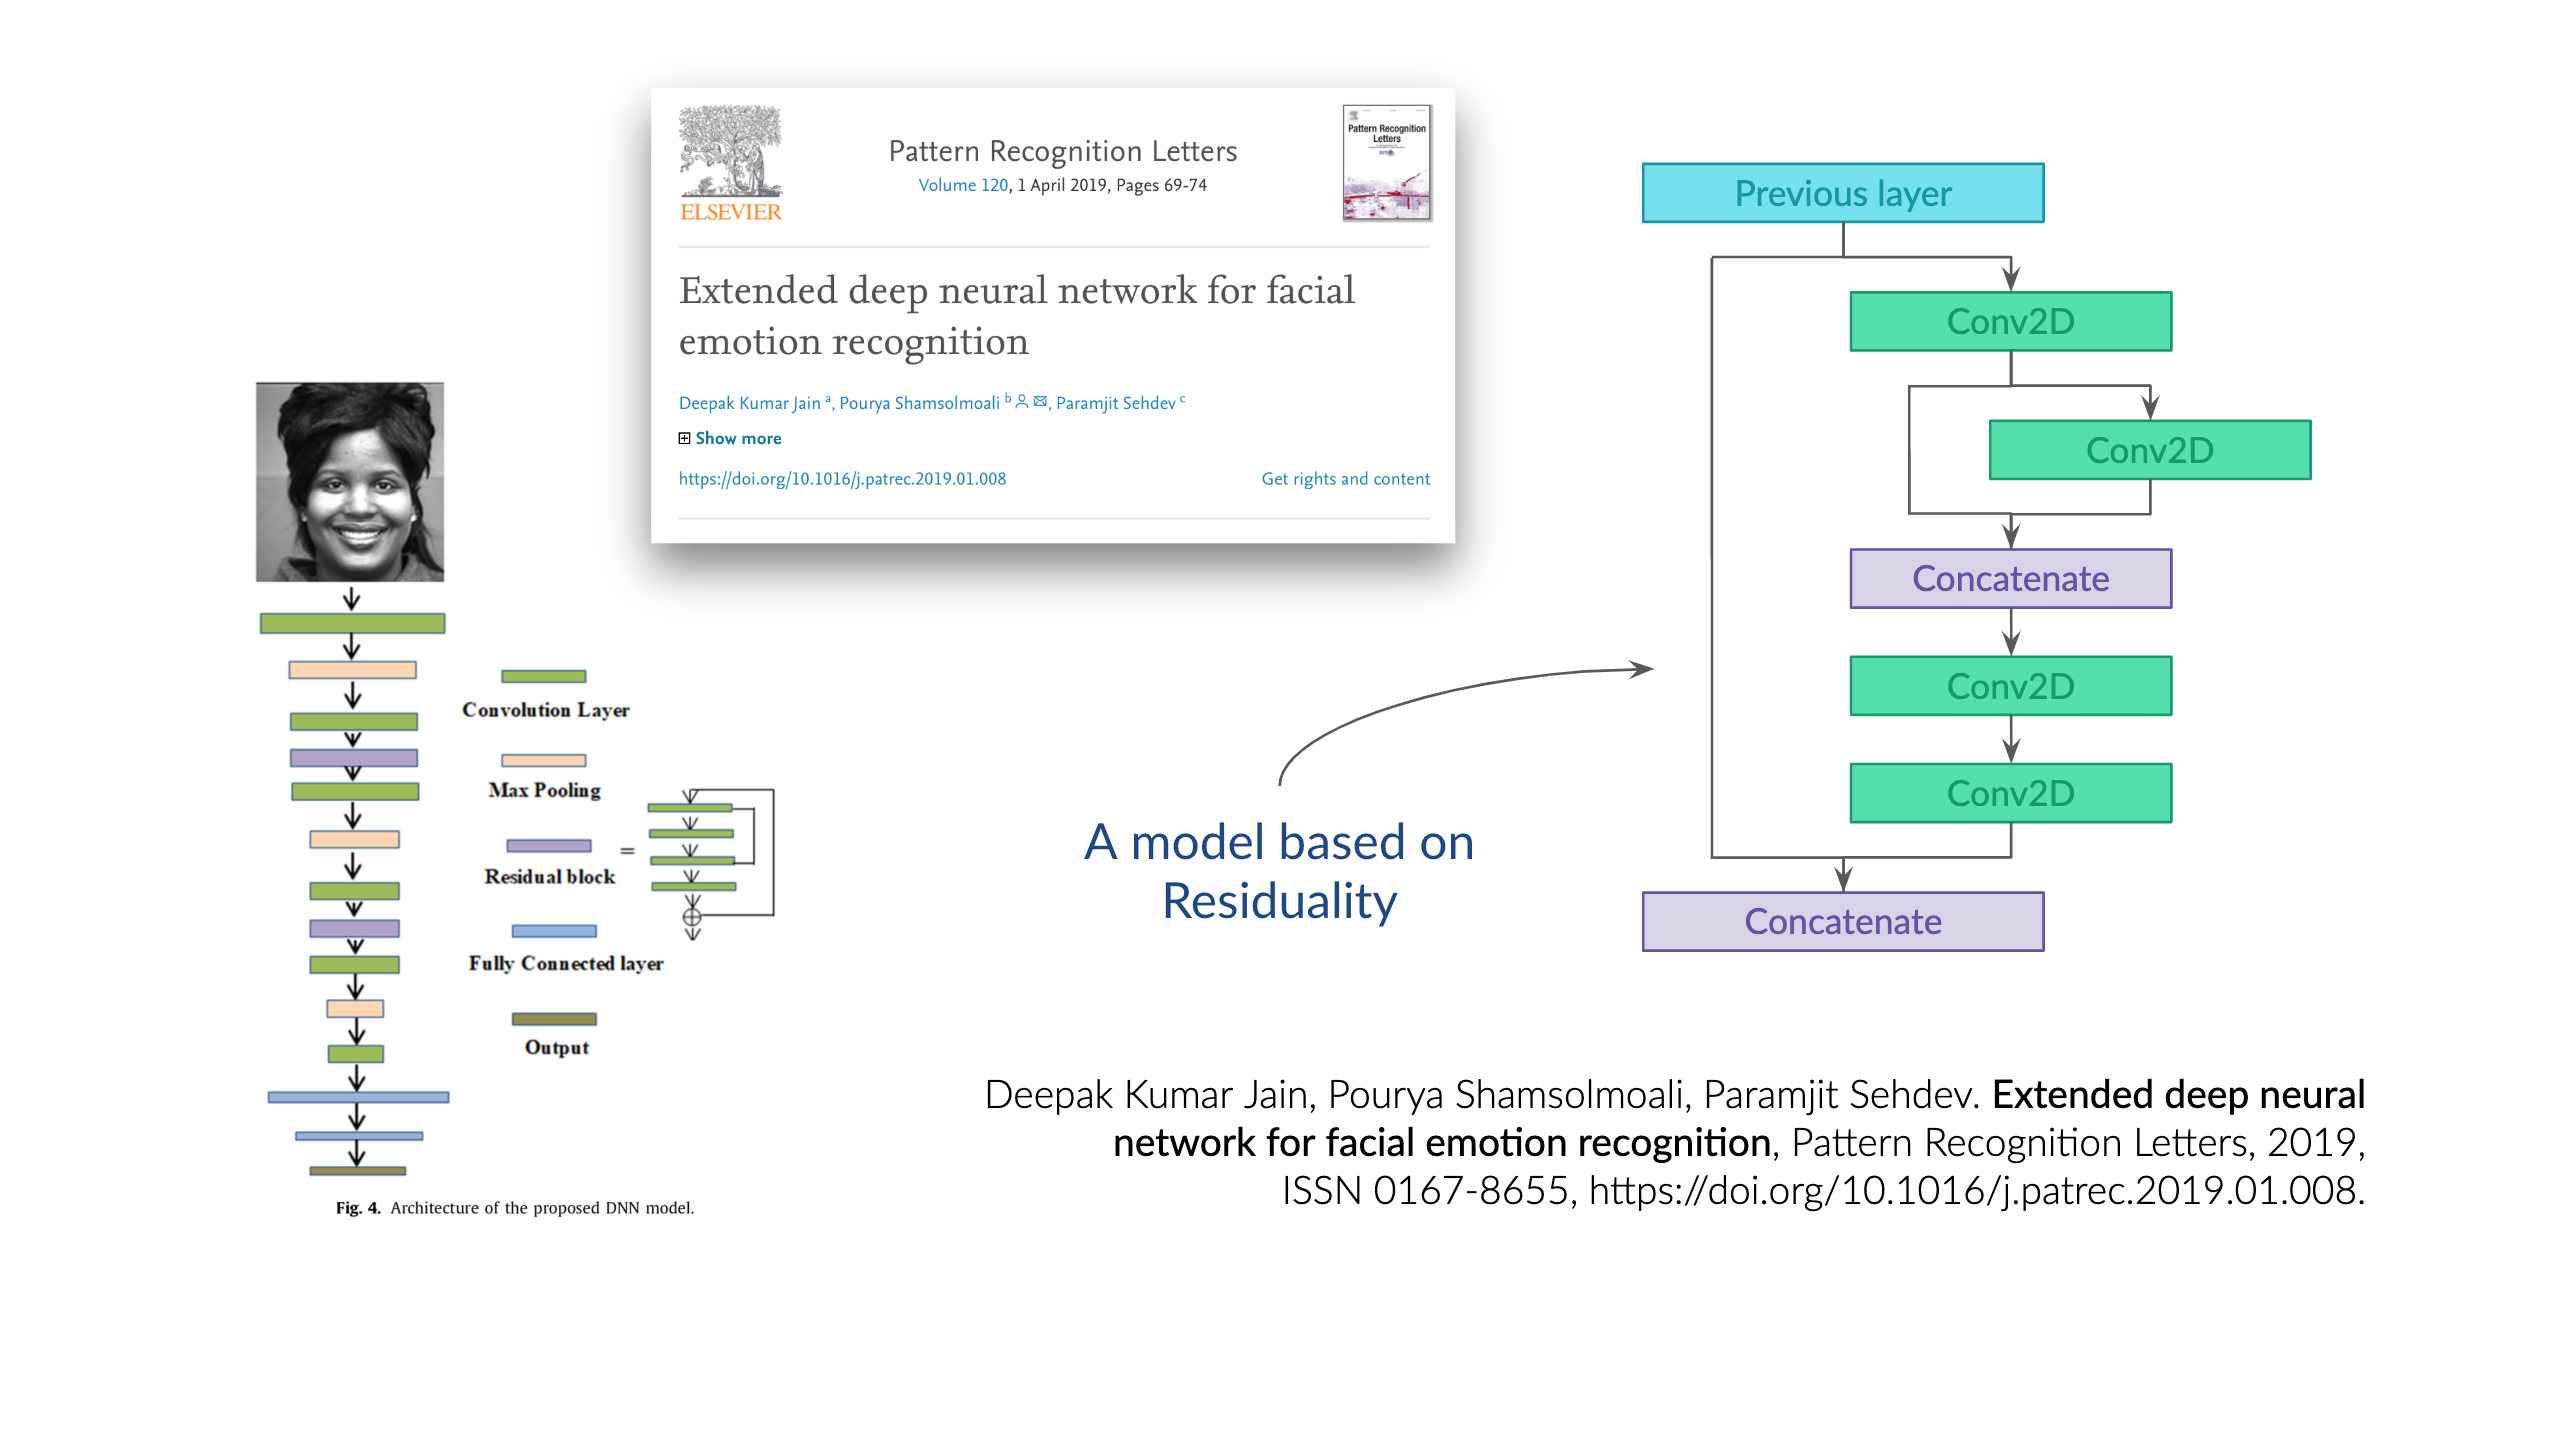 ELSEVIER
Pattern Recognition Letters
Volume 120, 1 April 2019, Pages 69-74
Pattern Recognition
Letters
Extended deep neural network for facial
emotion recognition
Deepak Kumar Jain a, Pourya Shamsolmoali b, Paramjit Sehdev c
Show more
https://doi.org/10.1016/j.patrec.2019.01.008
Get rights and content
Convolution Layer
Max Pooling
Residual block
=
Fully Connected layer
Output
Fig. 4. Architecture of the proposed DNN model.
A model based on
Residuality
Previous layer
Conv2D
Conv2D
Concatenate
Conv2D
Conv2D
Concatenate
Deepak Kumar Jain, Pourya Shamsolmoali, Paramjit Sehdev. Extended deep neural
network for facial emotion recognition, Pattern Recognition Letters, 2019,
ISSN 0167-8655, https://doi.org/10.1016/j.patrec.2019.01.008.